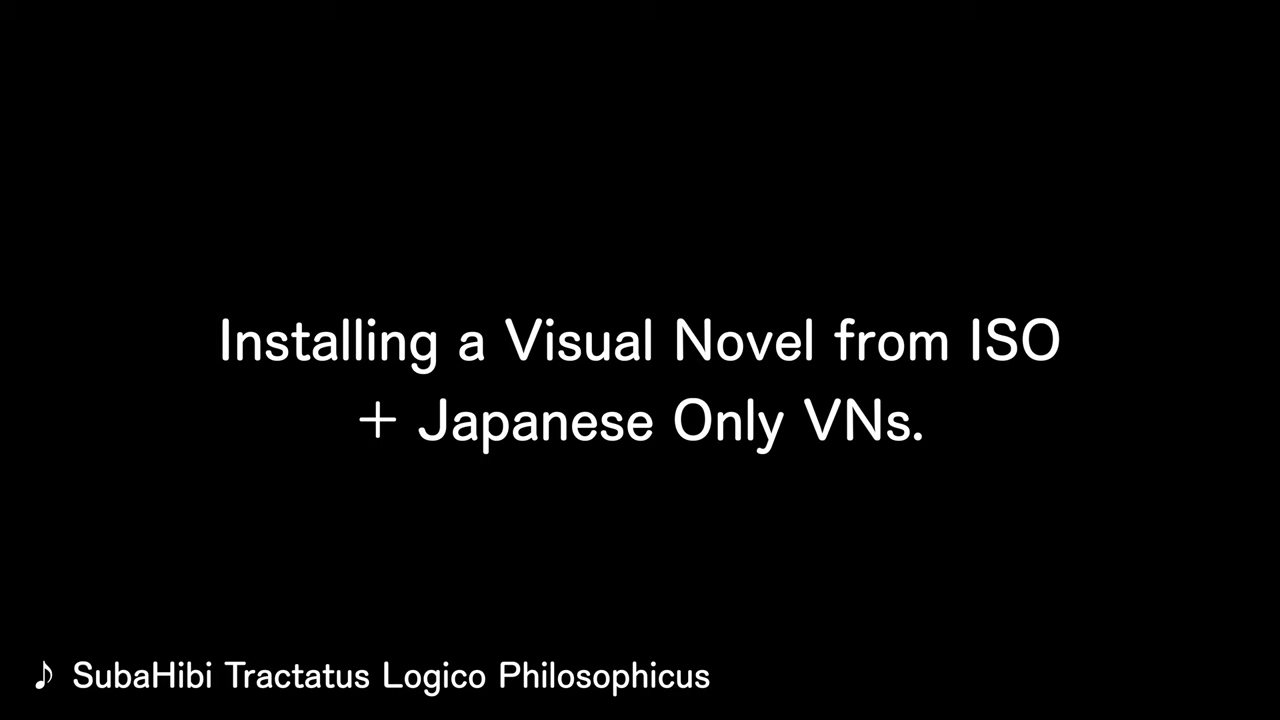 Installing a Visual Novel from ISO
+ Japanese Only VNs.
♪ SubaHibi Tractatus Logico Philosophicus